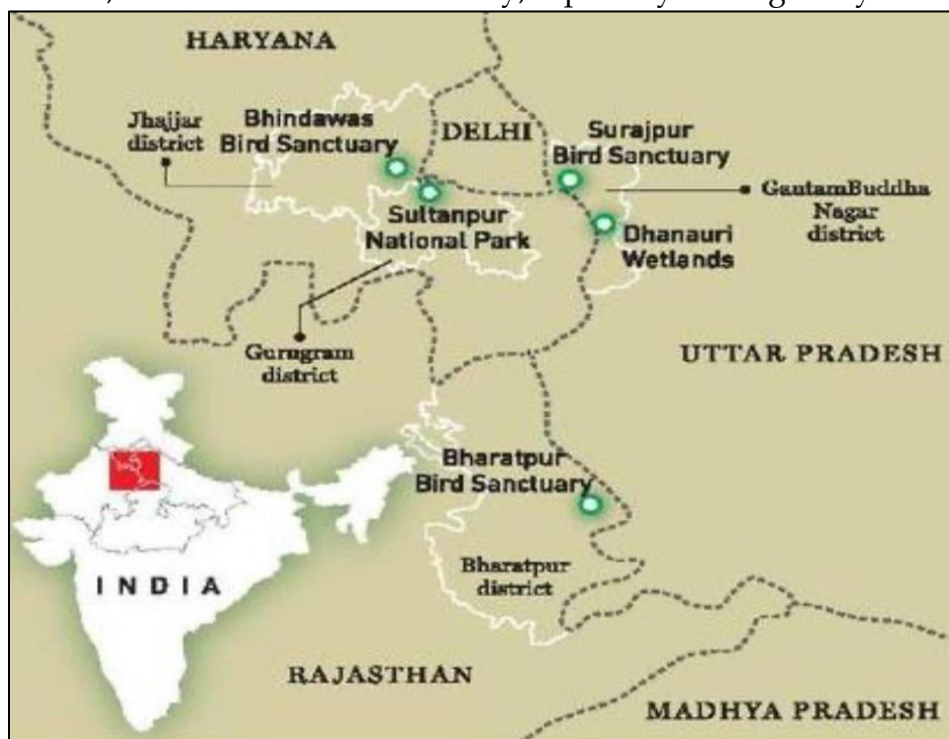 HARYANA
Jhajjar
district
Bhindawas
Bird Sanctuary
DELHI
Surajpur
Bird Sanctuary
GautamBuddha
Nagar
district
Sultanpur
National Park
Dhanauri
Wetlands
Gurugram
district
UTTAR PRADESH
Bharatpur
Bird Sanctuary
Bharatpur
district
INDIA
RAJASTHAN
MADHYA PRADESH